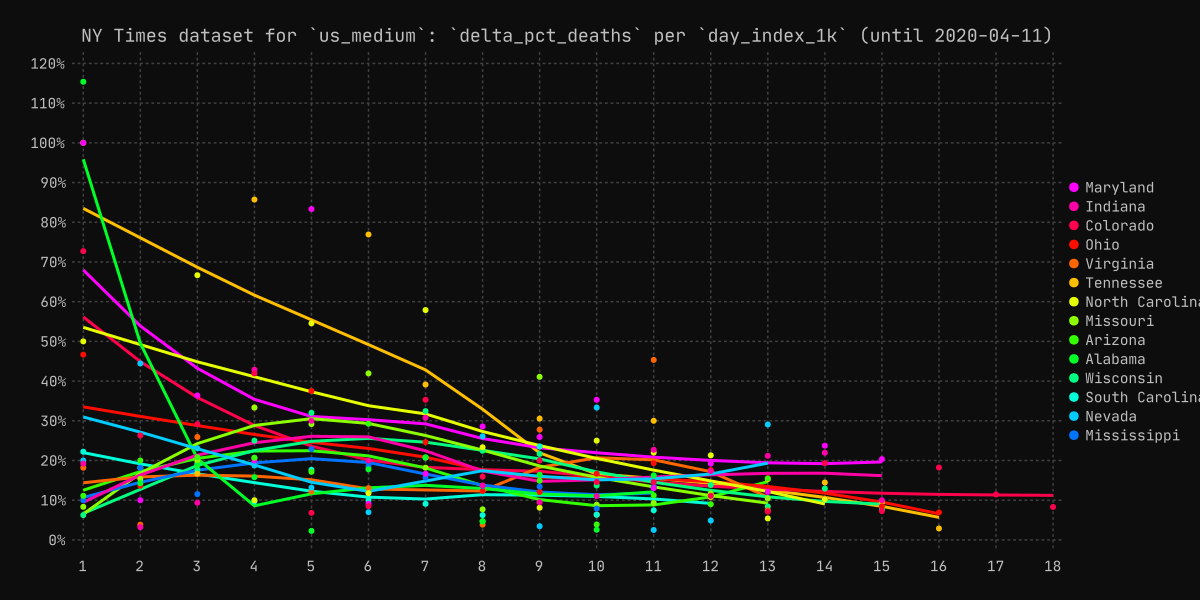 NY Times dataset for `us_medium`: `delta_pct_deaths` per `day_index_1k` (until 2020-04-11)
120%
110%
100%
90%
80%
70%
60%
50%
40%
30%
20%
10%
0%
1 2 3 4 5 6 7 8 9 10 11 12 13 14 15 16 17 18
Maryland
Indiana
Colorado
Ohio
Virginia
Tennessee
North Carolina
Missouri
Arizona
Alabama
Wisconsin
South Carolina
Nevada
Mississippi